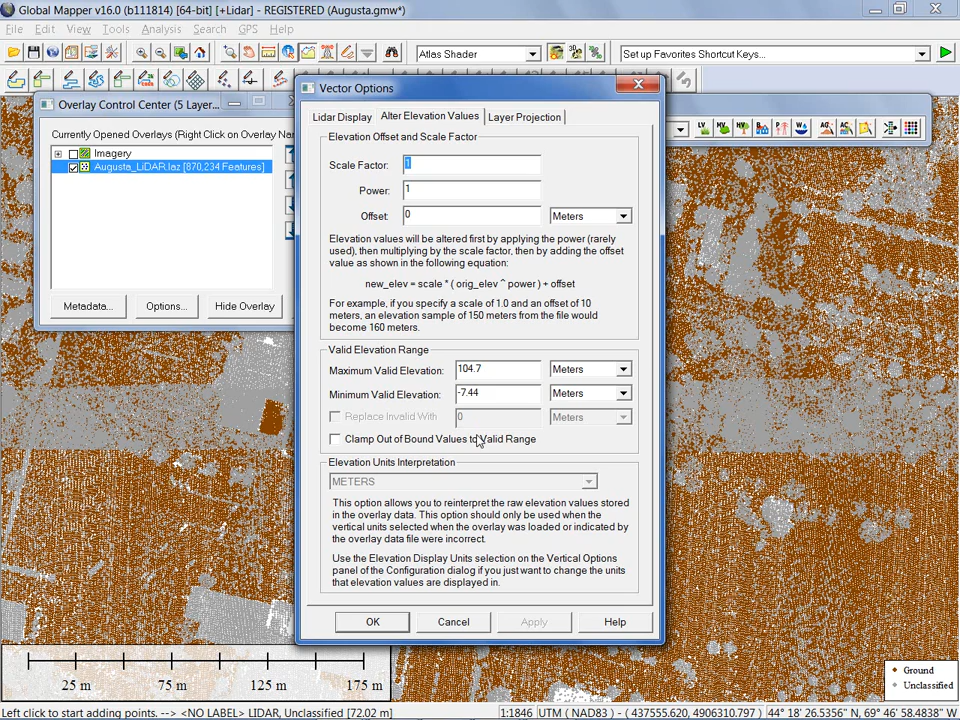 Global Mapper v16.0 (b111814) [64-bit] [+Lidar] - REGISTERED (Augusta.gmw*)
File Edit View Tools Analysis Search GPS Help
Atlas Shader
Set up Favorites Shortcut Keys...
Overlay Control Center (5 Layer...
Currently Opened Overlays (Right Click on Overlay Na
Imagery
Augusta_LiDAR.laz [870,234 Features]
Metadata...
Options...
Hide Overlay
Vector Options
Lidar Display
Alter Elevation Values
Layer Projection
Elevation Offset and Scale Factor
Scale Factor: 1
Power: 1
Offset: 0 Meters
Elevation values will be altered first by applying the power (rarely
used), then multiplying by the scale factor, then by adding the offset
value as shown in the following equation:
new_elev = scale * ( orig_elev ^ power ) + offset
For example, if you specify a scale of 1.0 and an offset of 10
meters, an elevation sample of 150 meters from the file would
become 160 meters.
Valid Elevation Range
Maximum Valid Elevation: 104.7 Meters
Minimum Valid Elevation: -7.44 Meters
Replace Invalid With 0 Meters
Clamp Out of Bound Values to Valid Range
Elevation Units Interpretation
METERS
This option allows you to reinterpret the raw elevation values stored
in the overlay data. This option should only be used when the
vertical units selected when the overlay was loaded or indicated by
the overlay data file were incorrect.
Use the Elevation Display Units selection on the Vertical Options
panel of the Configuration dialog if you just want to change the units
that elevation values are displayed in.
OK
Cancel
Apply
Help
25 m 75 m 125 m 175 m
Ground
Unclassified
Left click to start adding points. --> <NO LABEL> LIDAR, Unclassified [72.02 m]
1:1846 UTM ( NAD83 ) - ( 437555.620, 4906310.797 ) 44° 18' 26.5356" N, 69° 46' 58.8838" W